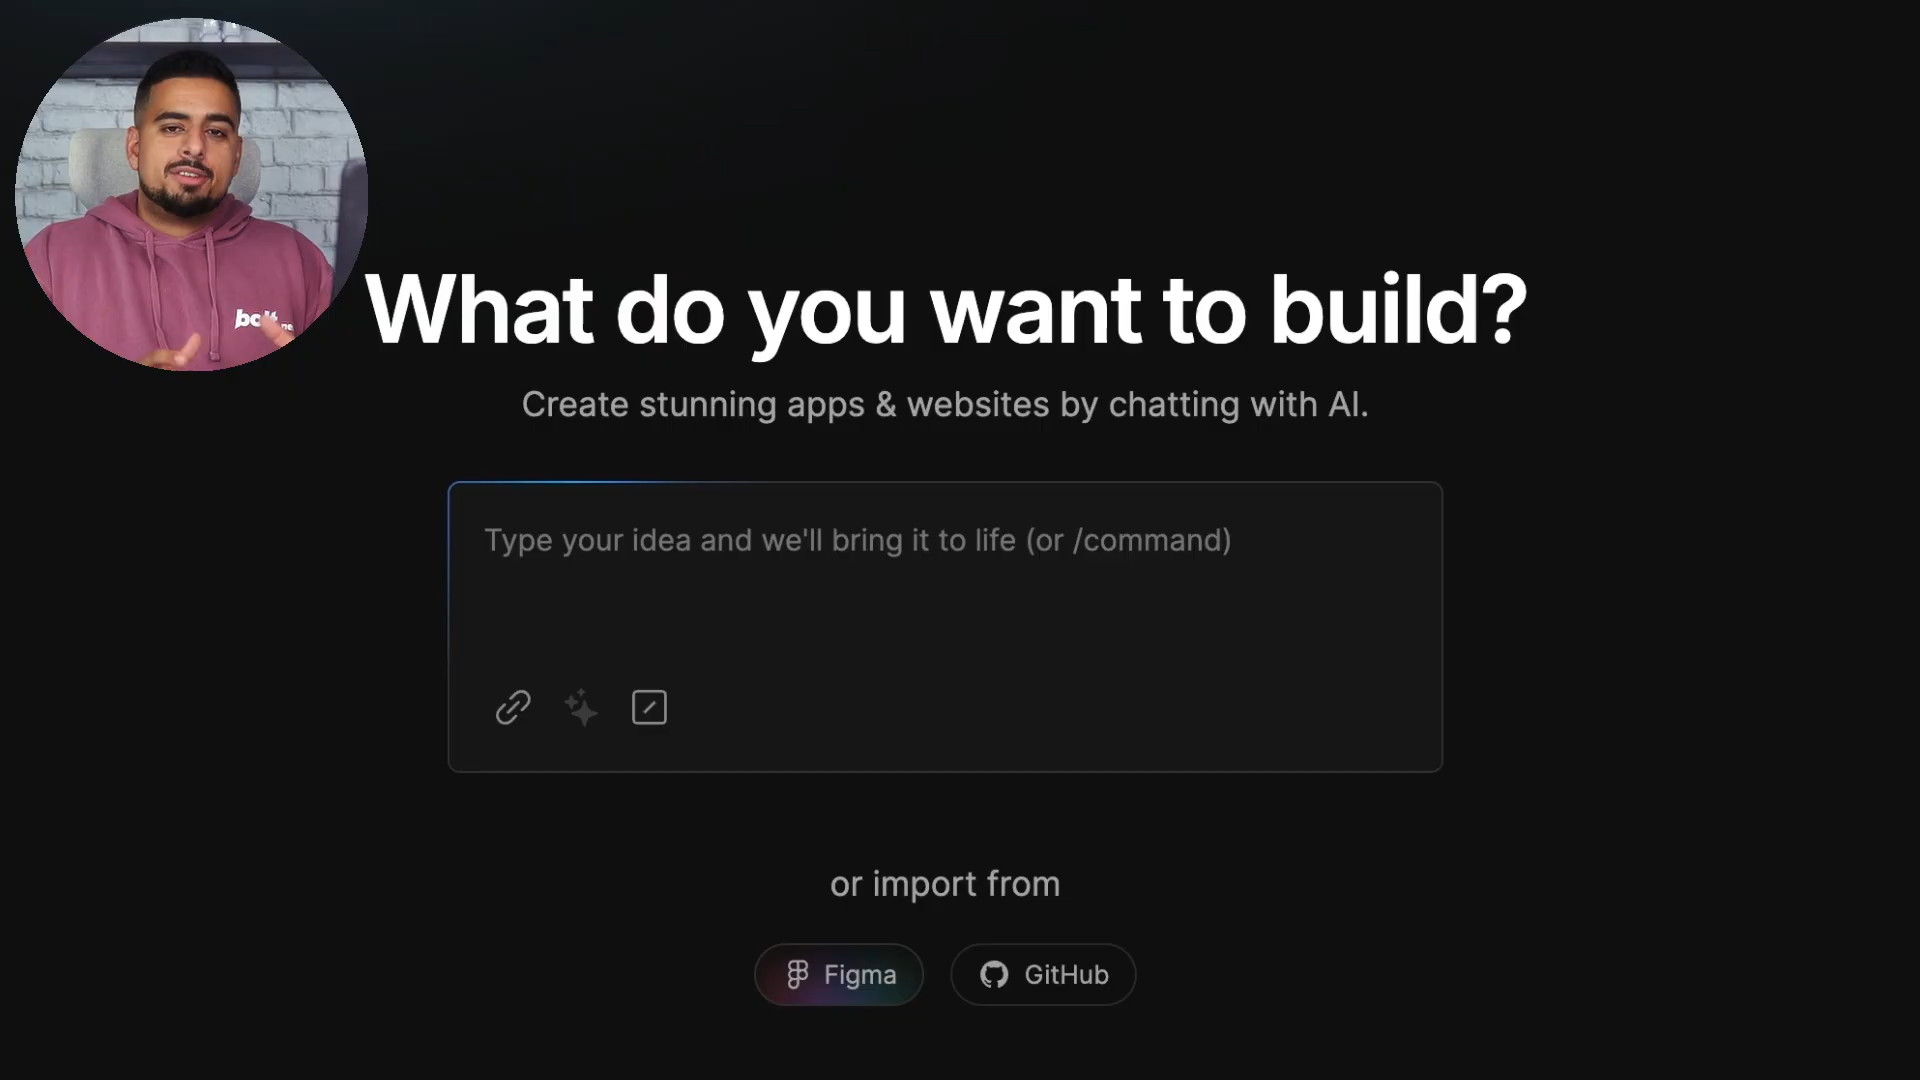 What do you want to build?
Create stunning apps & websites by chatting with AI.
Type your idea and we'll bring it to life (or /command)
or import from
Figma
GitHub